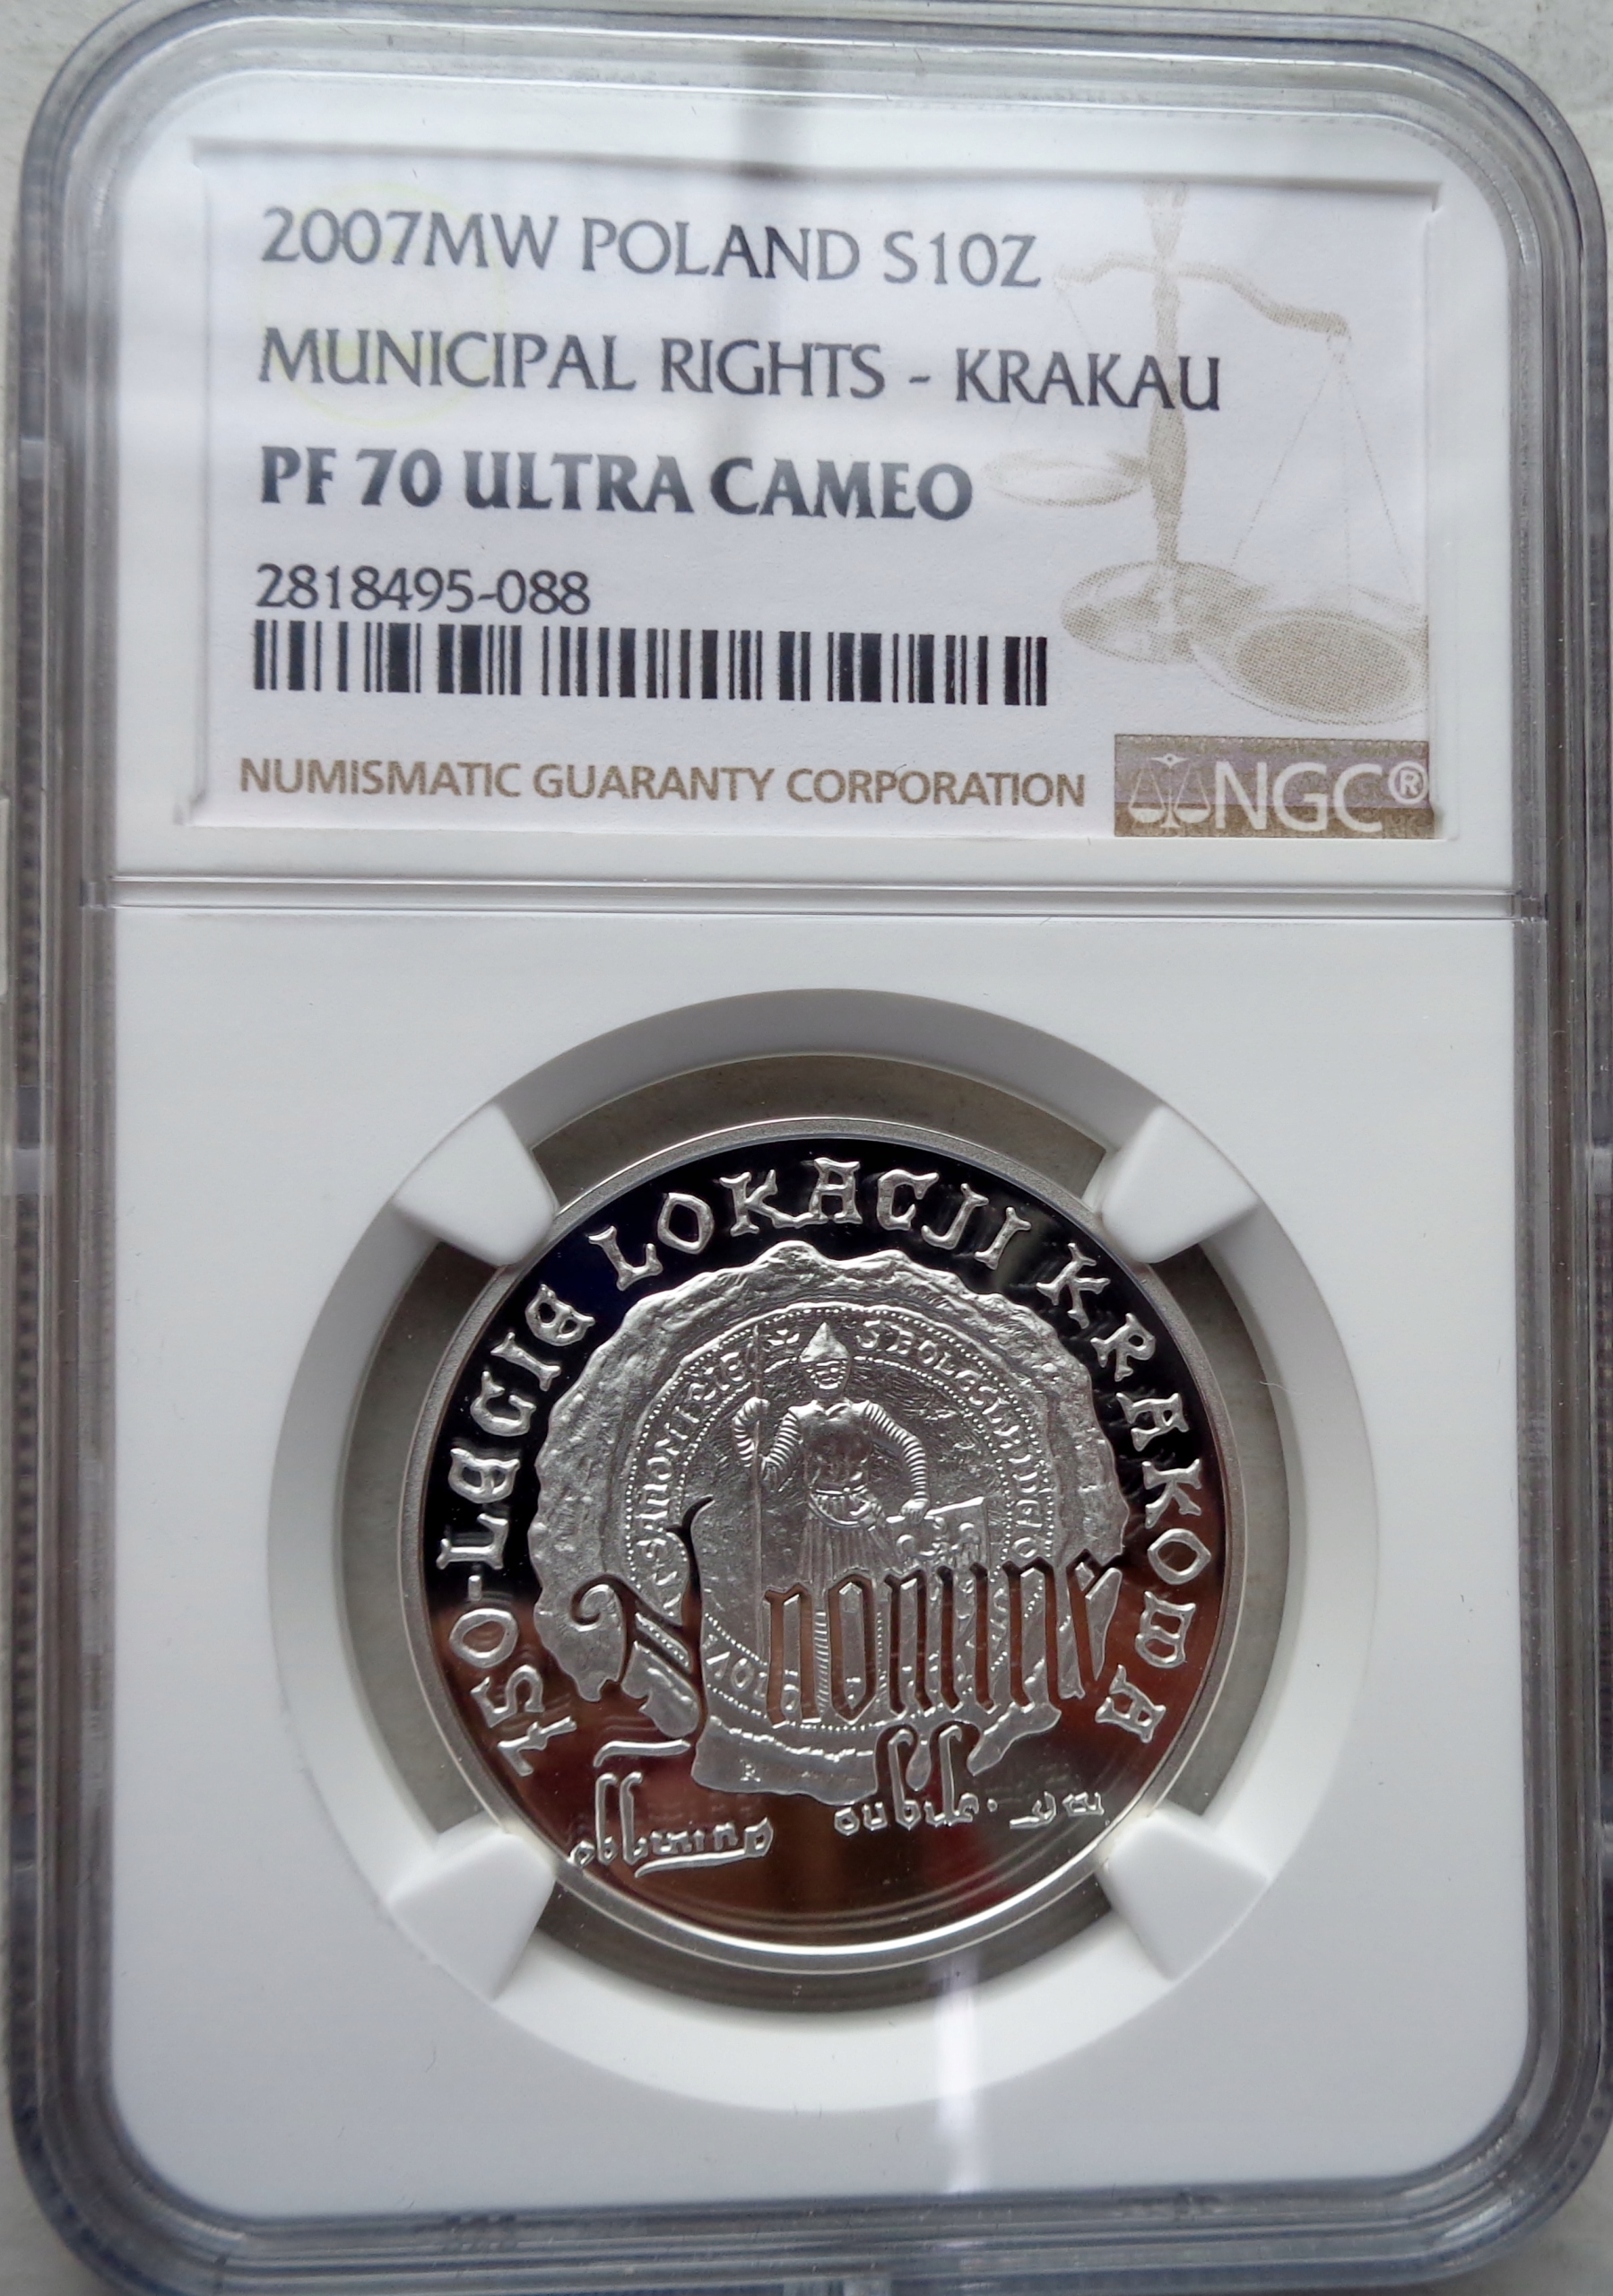 2007MW POLAND S10Z
MUNICIPAL RIGHTS - KRAKAU
PF 70 ULTRA CAMEO
2818495-088
NUMISMATIC GUARANTY CORPORATION
NGC®
750-LECIE LOKACJI KRAKOWA
nomine